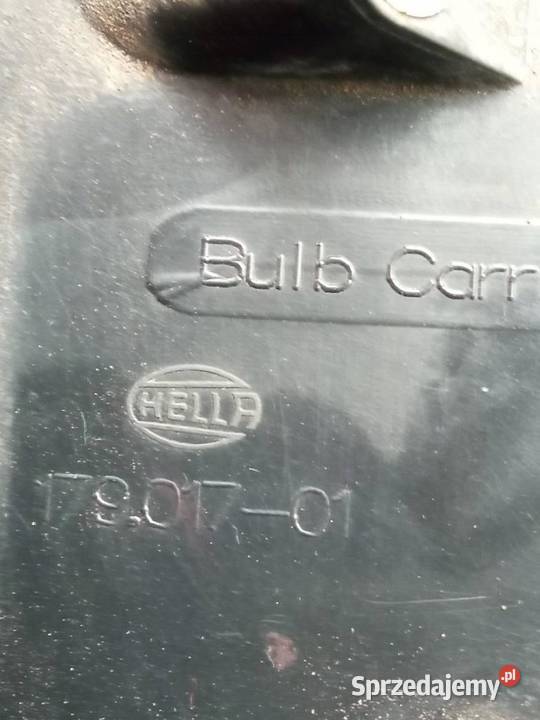 Bulb Carr
HELLA
179.017-01
Sprzedajemy.pl